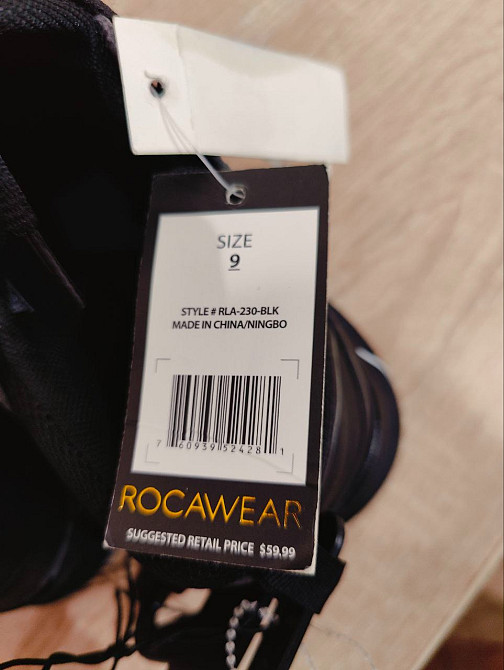 SIZE
9
STYLE # RLA-230-BLK
MADE IN CHINA/NINGBO
7 60939 52428 1
ROCAWEAR
SUGGESTED RETAIL PRICE $59.99